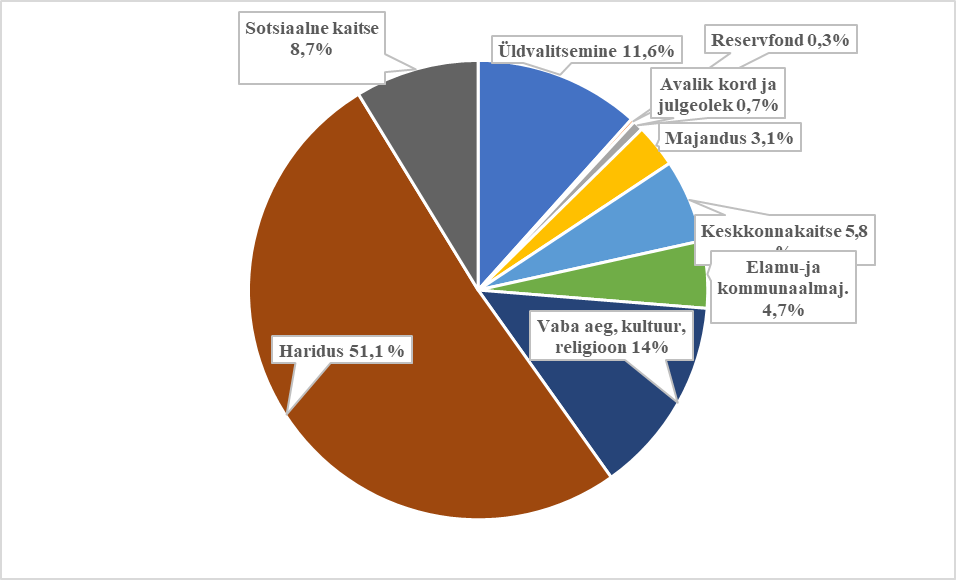 Sotsiaalne kaitse
8,7%
Üldvalitsemine 11,6%
Reservfond 0,3%
Avalik kord ja
julgeolek 0,7%
Majandus 3,1%
Keskkonnakaitse 5,8
%
Elamu-ja
kommunaalmaj.
4,7%
Vaba aeg, kultuur,
religioon 14%
Haridus 51,1 %